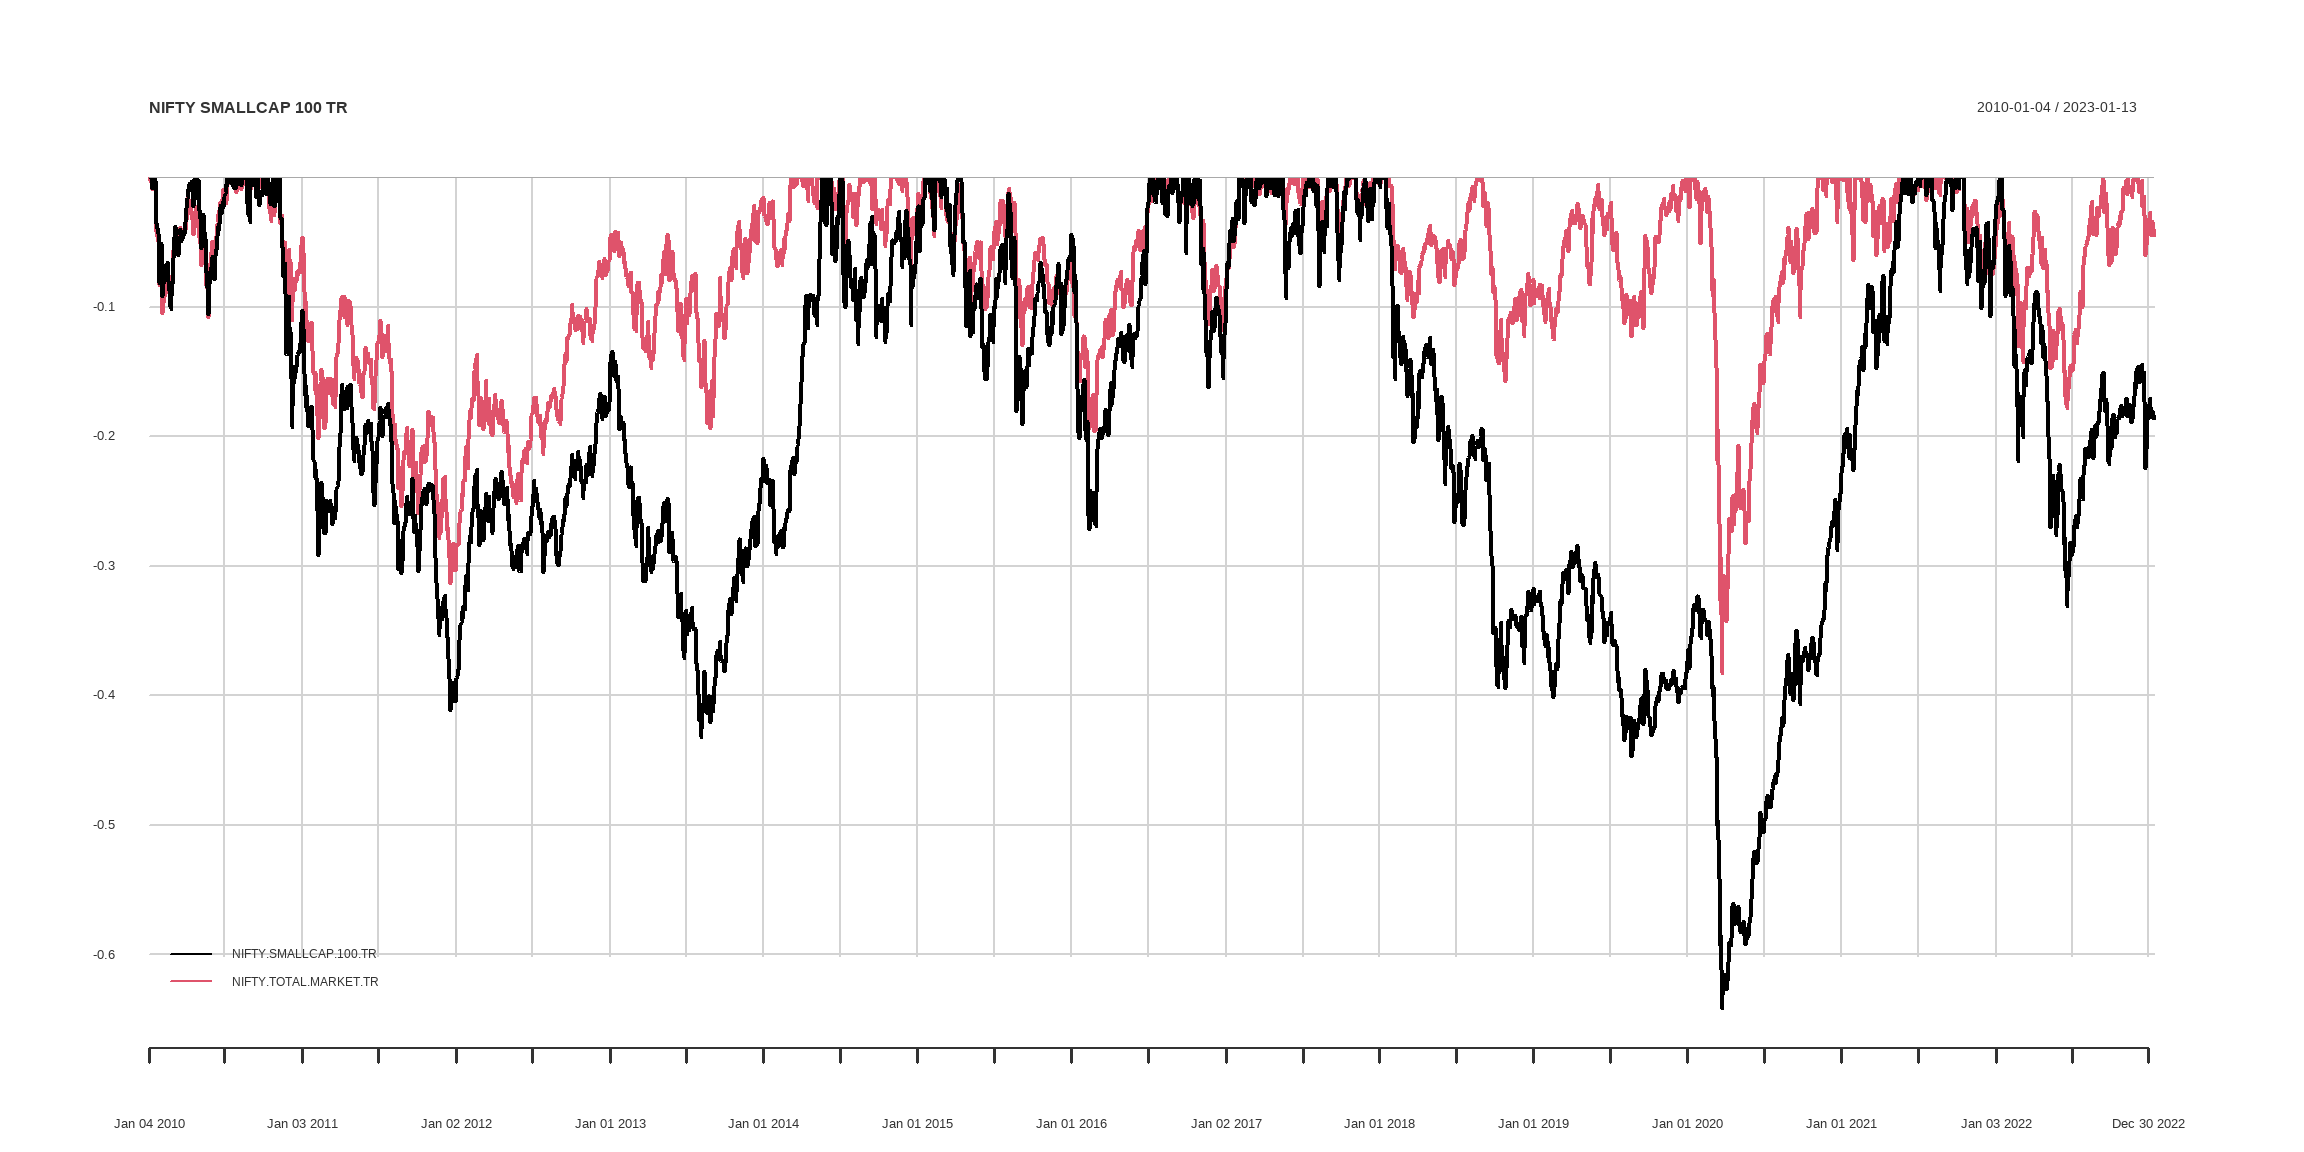 NIFTY SMALLCAP 100 TR
2010-01-04 / 2023-01-13
-0.1
-0.2
-0.3
-0.4
-0.5
-0.6
NIFTY.SMALLCAP.100.TR
NIFTY.TOTAL.MARKET.TR
Jan 04 2010 Jan 03 2011 Jan 02 2012 Jan 01 2013 Jan 01 2014 Jan 01 2015 Jan 01 2016 Jan 02 2017 Jan 01 2018 Jan 01 2019 Jan 01 2020 Jan 01 2021 Jan 03 2022 Dec 30 2022